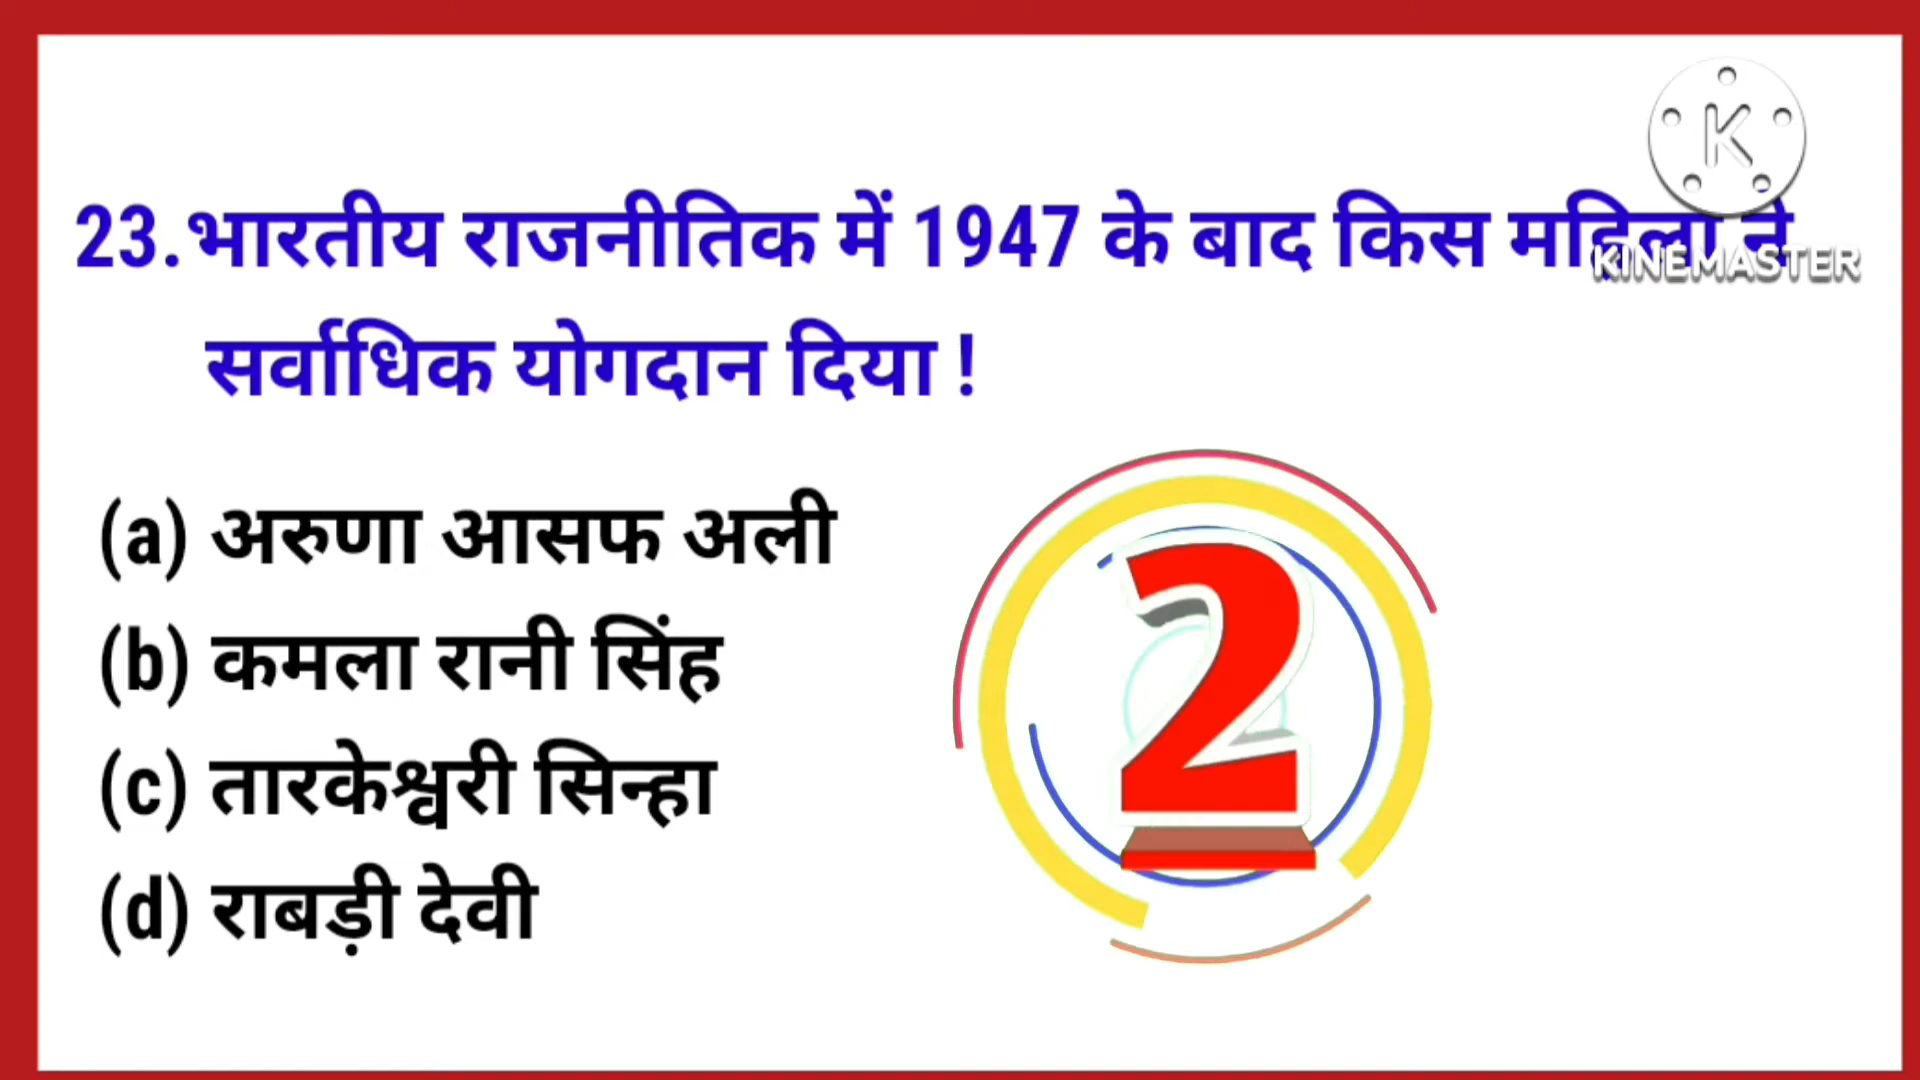 K
KINEMASTER
23.भारतीय राजनीतिक में 1947 के बाद किस महिला ने
सर्वाधिक योगदान दिया !
(a) अरुणा आसफ अली
(b) कमला रानी सिंह
(c) तारकेश्वरी सिन्हा
(d) राबड़ी देवी
2